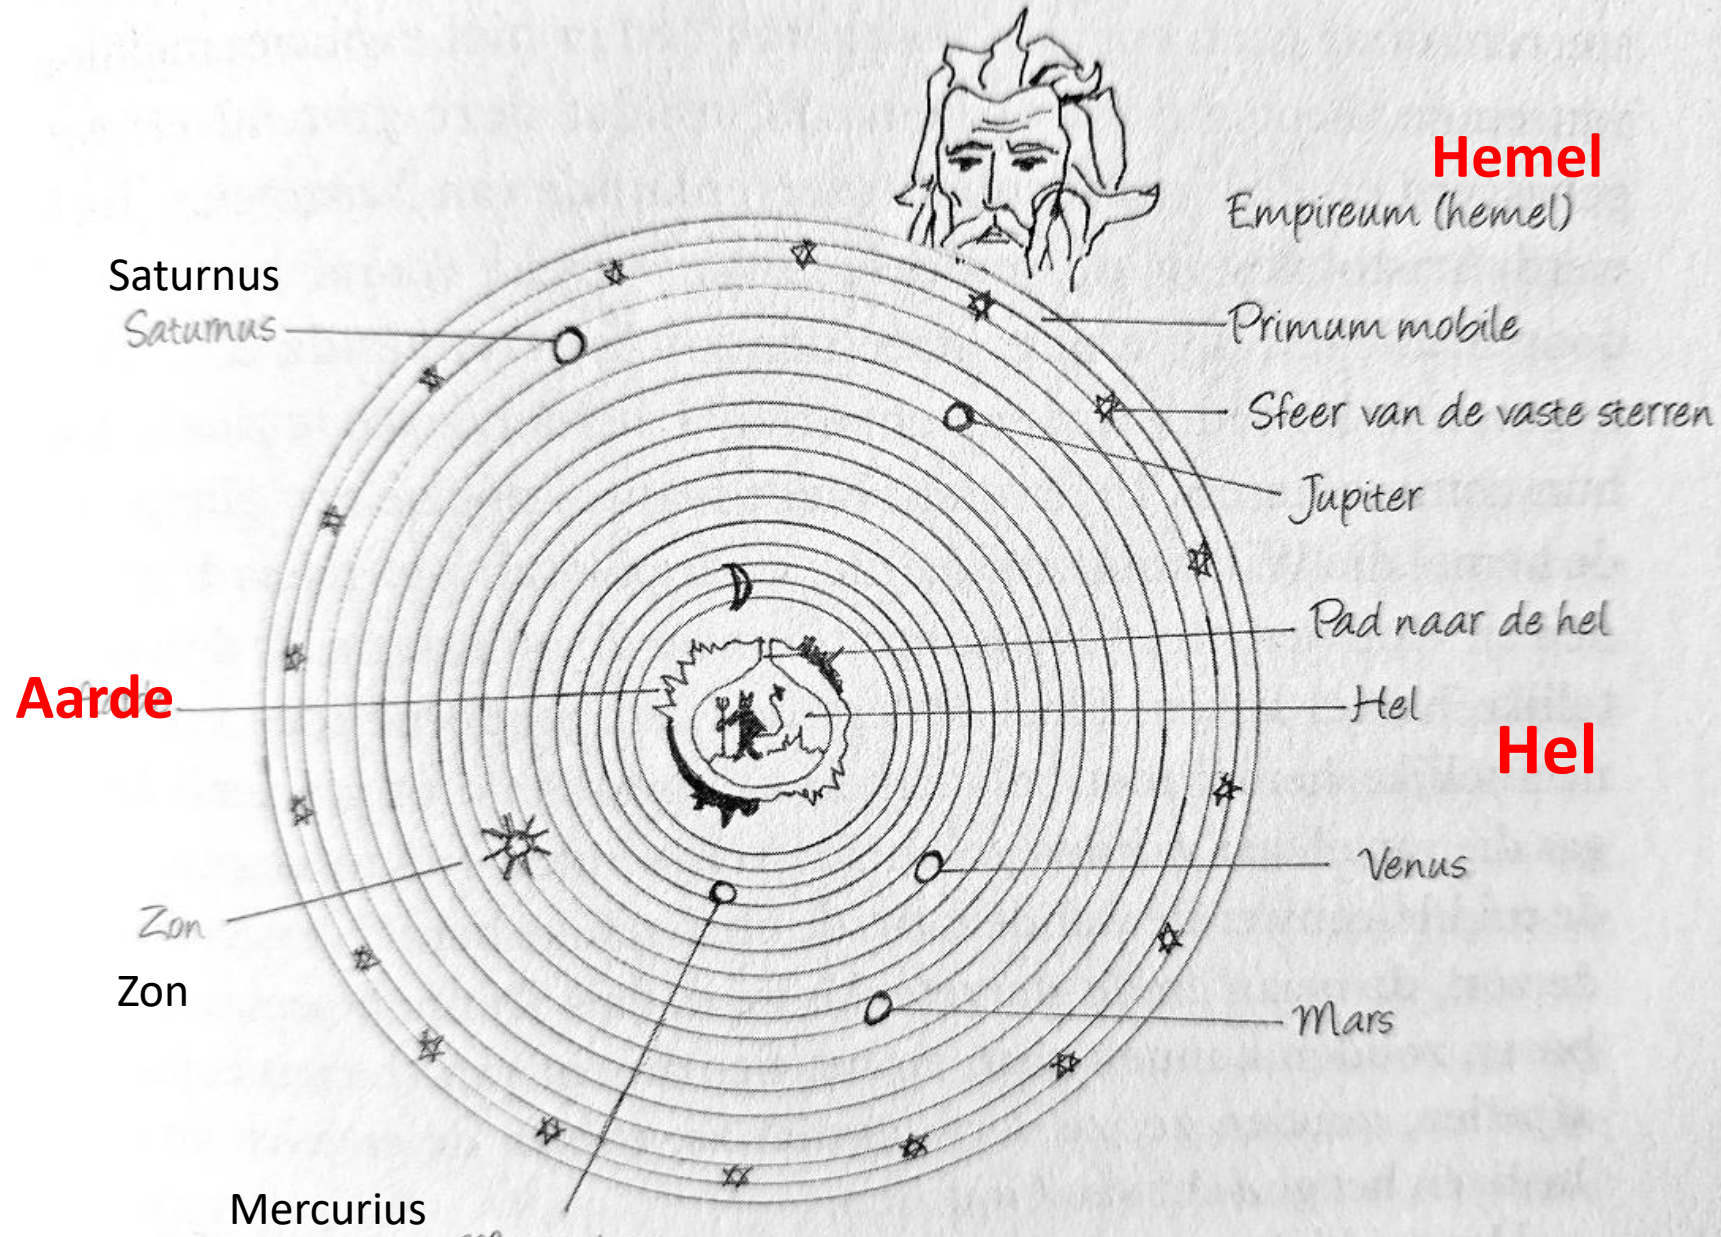 Hemel
Empireum (hemel)
Saturnus
Saturnus
Primum mobile
Sfeer van de vaste sterren
Jupiter
Pad naar de hel
Aarde
Hel
Hel
Venus
Zon
Zon
Mars
Mercurius